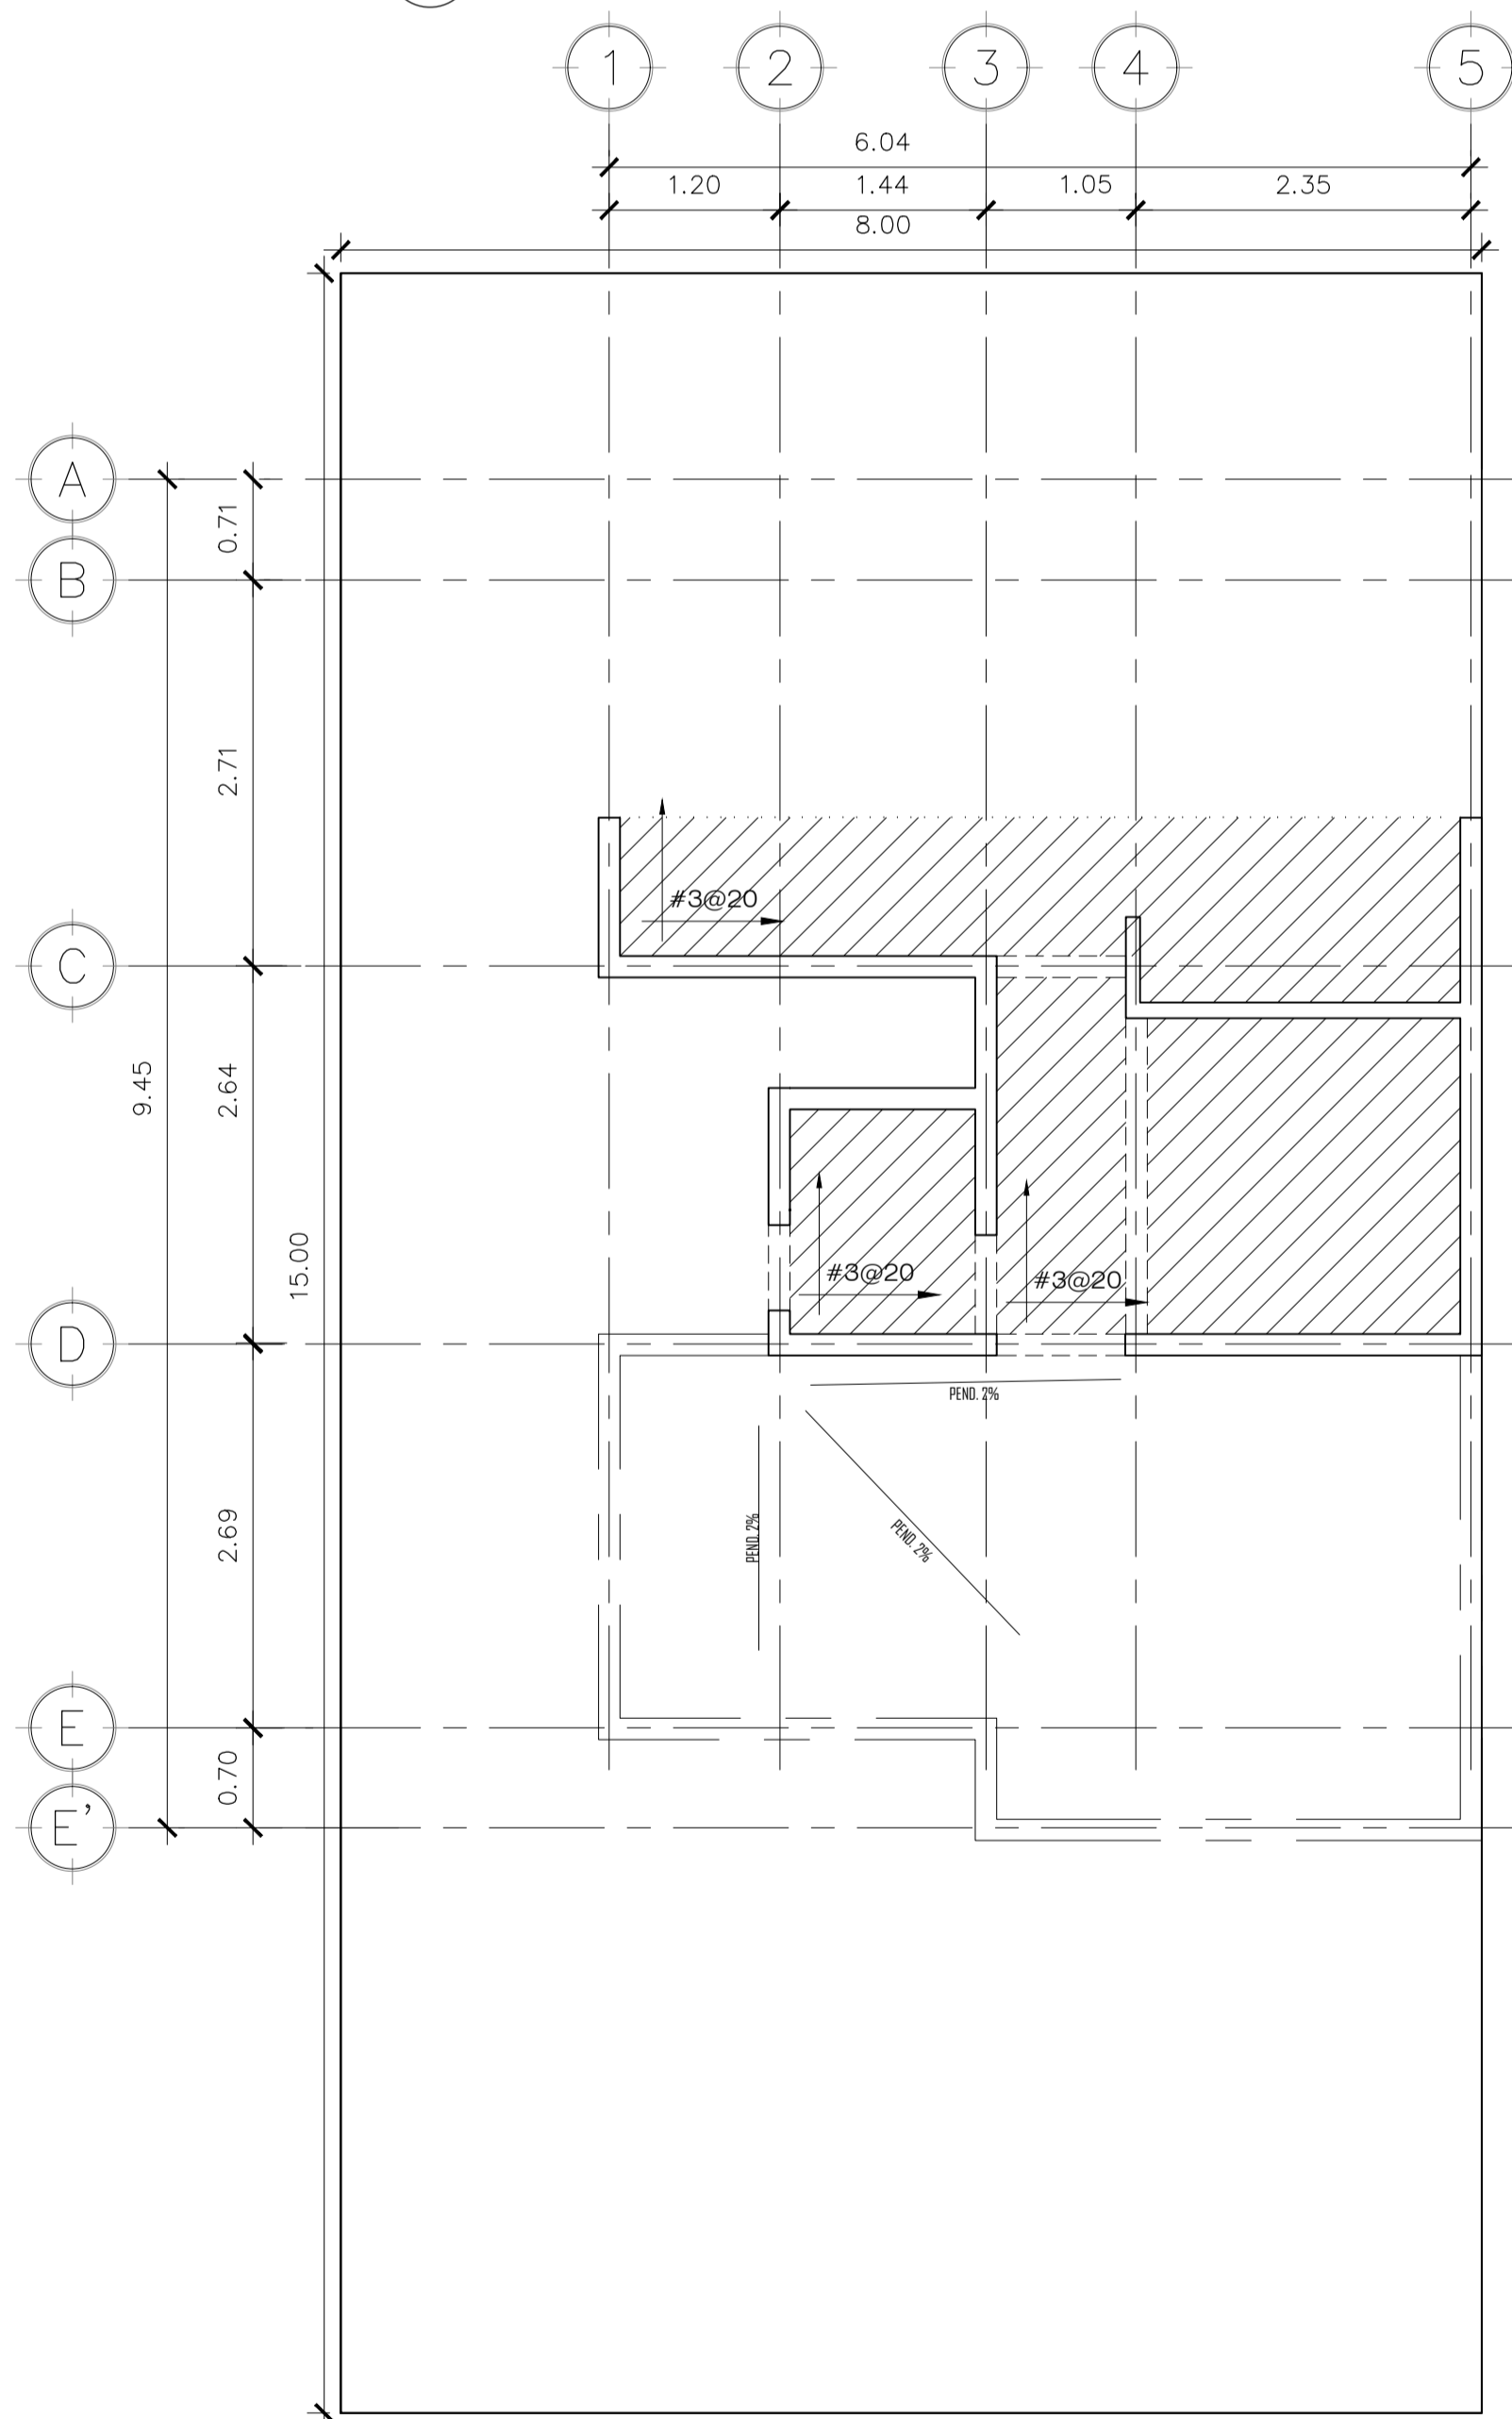 1 2 3 4 5
6.04
1.20 1.44 1.05 2.35
8.00
A
0.71
B
2.71
#3@20
C
9.45
2.64
15.00
#3@20 #3@20
D
PEND. 2%
PEND. 2%
PEND. 2%
2.69
E
0.70
E'